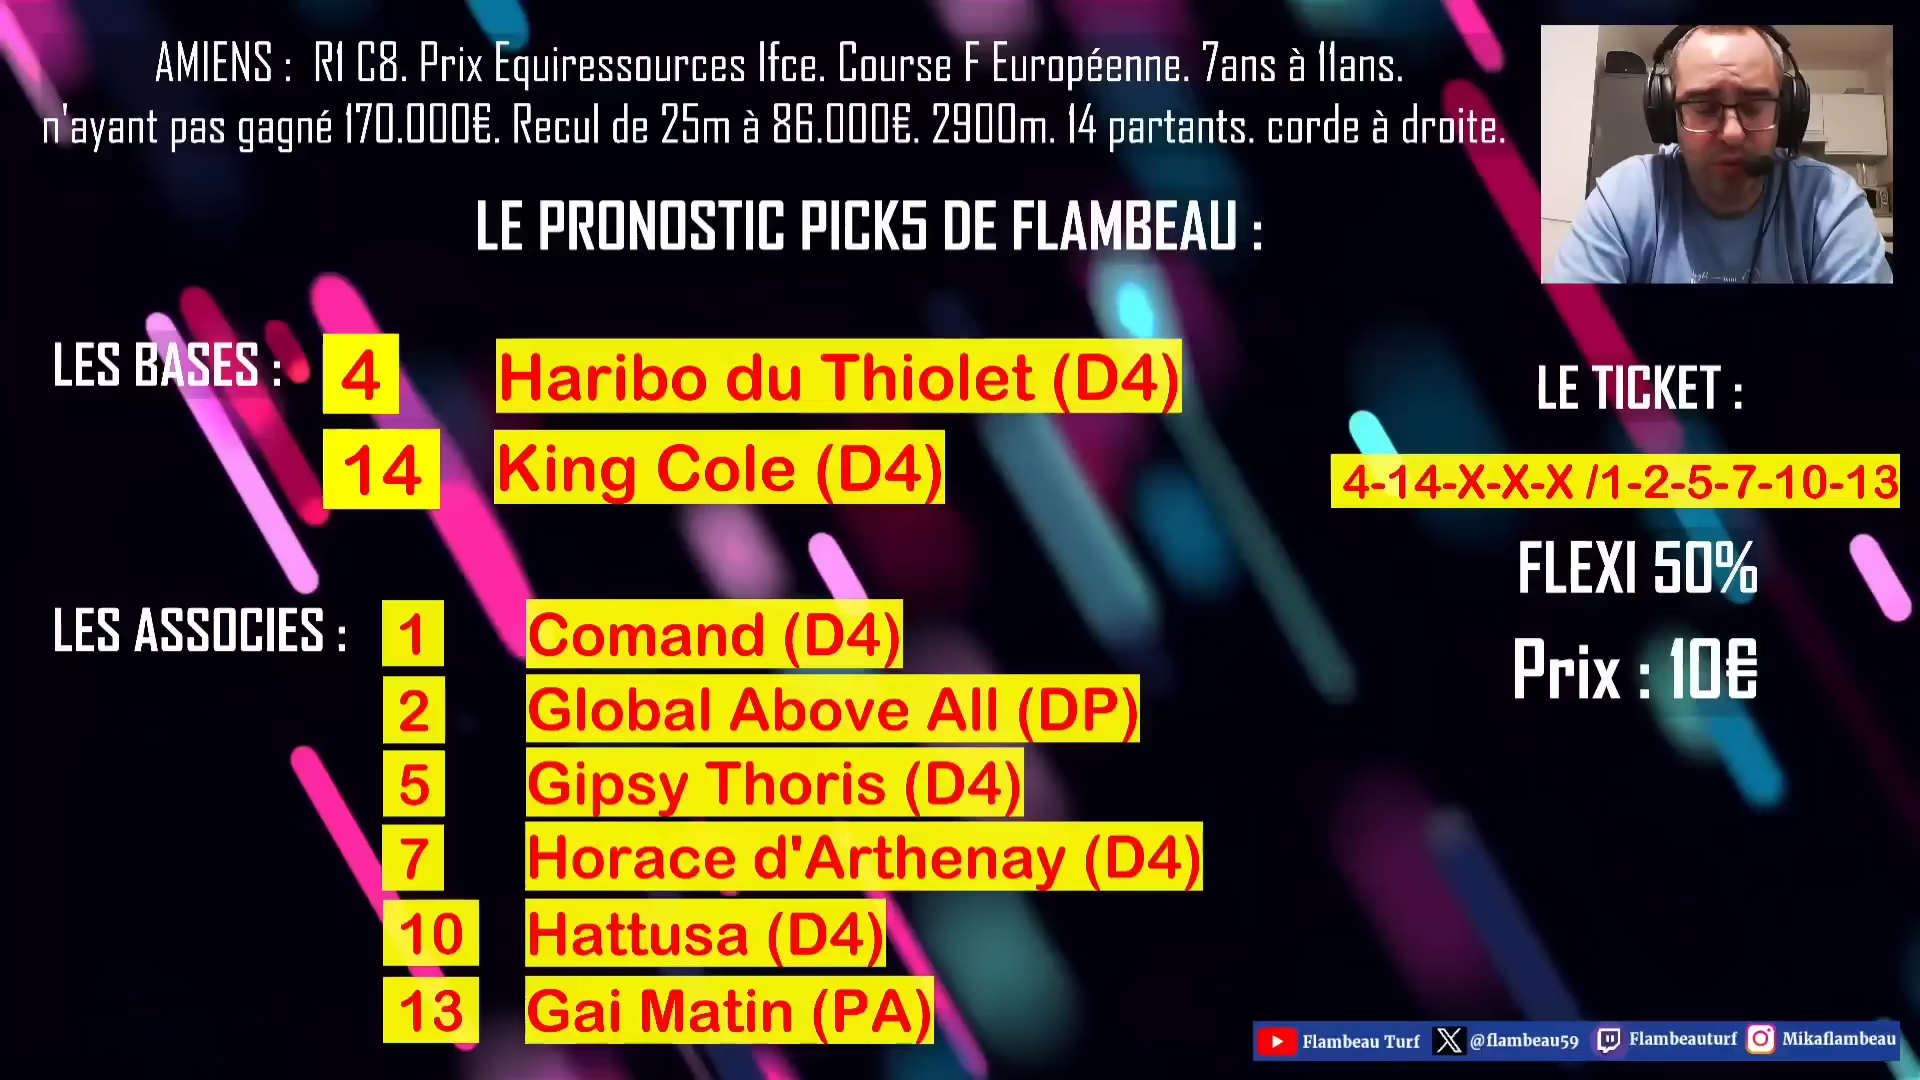 AMIENS : R1 C8. Prix Equiressources Ifce. Course F Européenne. 7ans à 11ans.
n'ayant pas gagné 170.000€. Recul de 25m à 86.000€. 2900m. 14 partants. corde à droite.
LE PRONOSTIC PICK5 DE FLAMBEAU :
LES BASES :
4 Haribo du Thiolet (D4)
14 King Cole (D4)
LES ASSOCIES :
1 Comand (D4)
2 Global Above All (DP)
5 Gipsy Thoris (D4)
7 Horace d'Arthenay (D4)
10 Hattusa (D4)
13 Gai Matin (PA)
LE TICKET :
4-14-X-X-X /1-2-5-7-10-13
FLEXI 50%
Prix : 10€
Flambeau Turf @flambeau59 Flambeauturf Mikaflambeau